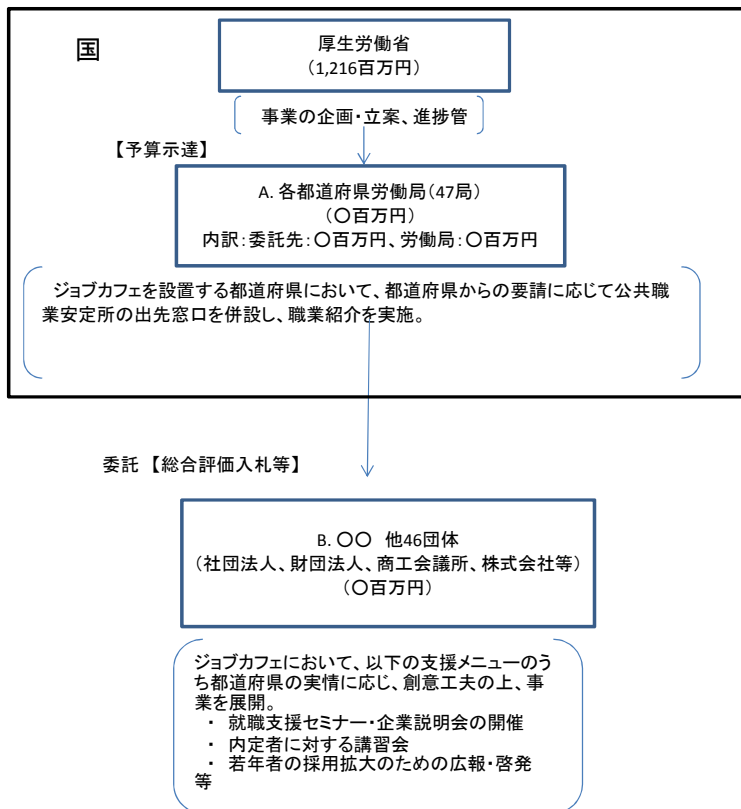 国
厚生労働省
（1,216百万円）
事業の企画・立案、進捗管
【予算示達】
A. 各都道府県労働局（47局）
（〇百万円）
内訳：委託先：〇百万円、労働局：〇百万円
ジョブカフェを設置する都道府県において、都道府県からの要請に応じて公共職
業安定所の出先窓口を併設し、職業紹介を実施。
委託 【総合評価入札等】
B. 〇〇 他46団体
（社団法人、財団法人、商工会議所、株式会社等）
（〇百万円）
ジョブカフェにおいて、以下の支援メニューのう
ち都道府県の実情に応じ、創意工夫の上、事
業を展開。
・ 就職支援セミナー・企業説明会の開催
・ 内定者に対する講習会
・ 若年者の採用拡大のための広報・啓発
等